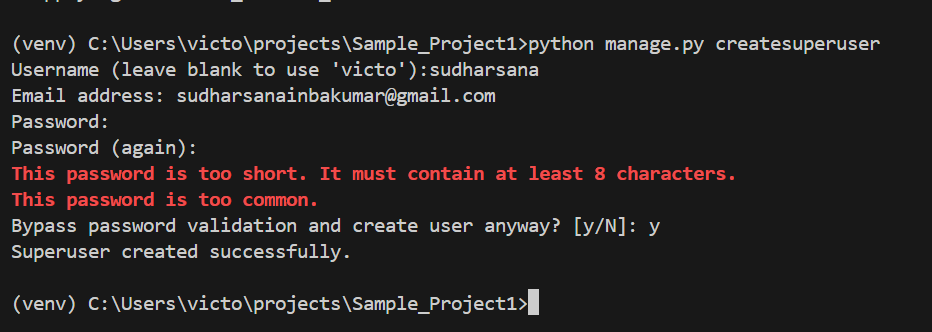 (venv) C:\Users\victo\projects\Sample_Project1>python manage.py createsuperuser
Username (leave blank to use 'victo'):sudharsana
Email address: sudharsanainbakumar@gmail.com
Password:
Password (again):
This password is too short. It must contain at least 8 characters.
This password is too common.
Bypass password validation and create user anyway? [y/N]: y
Superuser created successfully.
(venv) C:\Users\victo\projects\Sample_Project1>